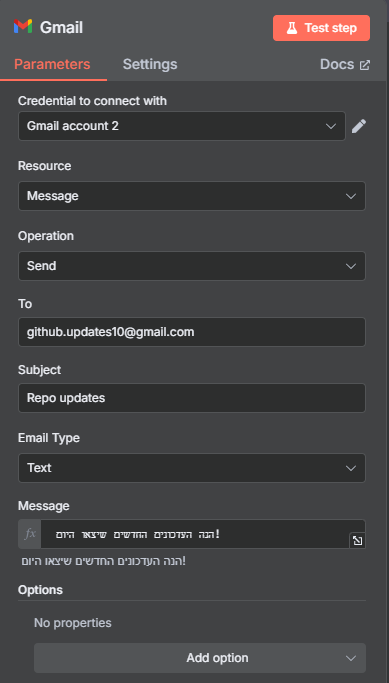 Gmail
Test step
Parameters
Settings
Docs
Credential to connect with
Gmail account 2
Resource
Message
Operation
Send
To
github.updates10@gmail.com
Subject
Repo updates
Email Type
Text
Message
fx
הנה העדכונים החדשים שיצאו היום!
הנה העדכונים החדשים שיצאו היום!
Options
No properties
Add option